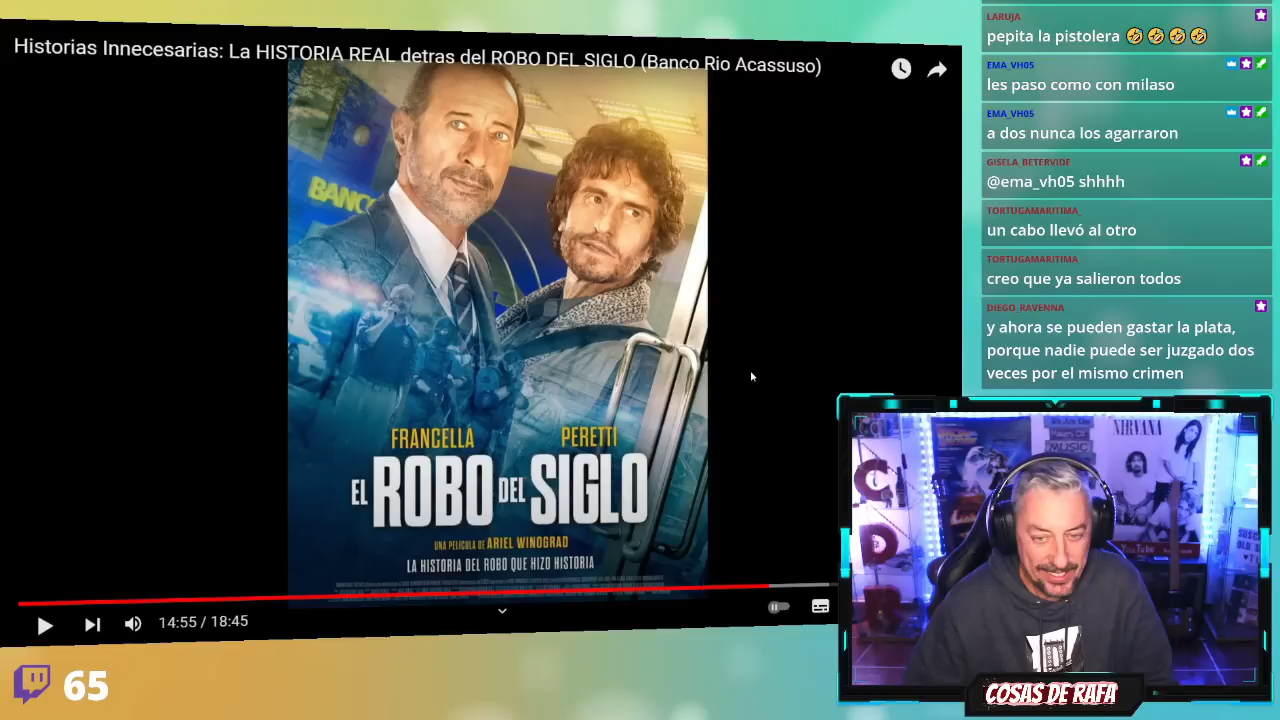 Historias Innecesarias: La HISTORIA REAL detras del ROBO DEL SIGLO (Banco Rio Acassuso)
BANCO
FRANCELLA PERETTI
EL ROBO DEL SIGLO
UNA PELÍCULA DE ARIEL WINOGRAD
LA HISTORIA DEL ROBO QUE HIZO HISTORIA
14:55 / 18:45
65
LARUJA
pepita la pistolera 🤣 🤣 🤣 🤣
EMA_VH05
les paso como con milaso
EMA_VH05
a dos nunca los agarraron
GISELA_BETERVIDE
@ema_vh05 shhhh
TORTUGAMARITIMA_
un cabo llevó al otro
TORTUGAMARITIMA_
creo que ya salieron todos
DIEGO_RAVENNA
y ahora se pueden gastar la plata,
porque nadie puede ser juzgado dos
veces por el mismo crimen
MUSIC
NIRVANA
YouTube
COSAS DE RAFA